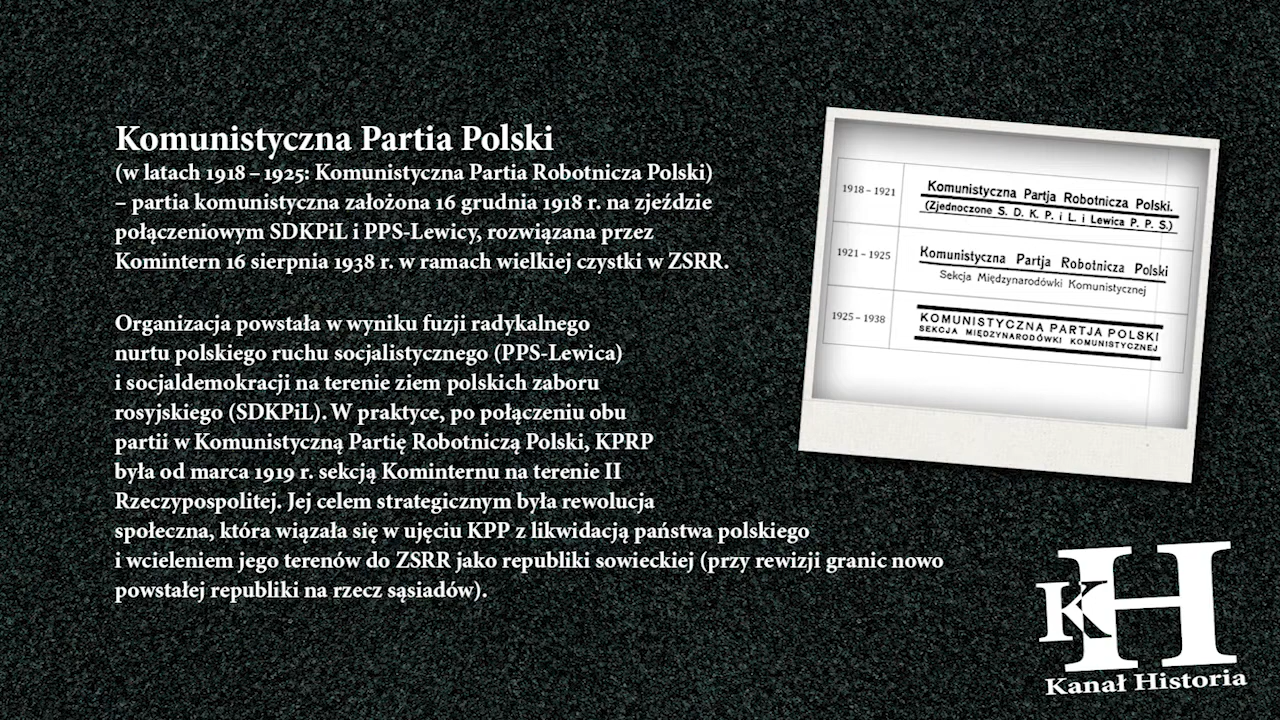 Komunistyczna Partia Polski
(w latach 1918 – 1925: Komunistyczna Partia Robotnicza Polski)
– partia komunistyczna założona 16 grudnia 1918 r. na zjeździe
połączeniowym SDKPiL i PPS-Lewicy, rozwiązana przez
Komintern 16 sierpnia 1938 r. w ramach wielkiej czystki w ZSRR.
Organizacja powstała w wyniku fuzji radykalnego
nurtu polskiego ruchu socjalistycznego (PPS-Lewica)
i socjaldemokracji na terenie ziem polskich zaboru
rosyjskiego (SDKPiL). W praktyce, po połączeniu obu
partii w Komunistyczną Partię Robotniczą Polski, KPRP
była od marca 1919 r. sekcją Kominternu na terenie II
Rzeczypospolitej. Jej celem strategicznym była rewolucja
społeczna, która wiązała się w ujęciu KPP z likwidacją państwa polskiego
i wcieleniem jego terenów do ZSRR jako republiki sowieckiej (przy rewizji granic nowo
powstałej republiki na rzecz sąsiadów).
1918 – 1921
Komunistyczna Partja Robotnicza Polski.
(Zjednoczone S. D. K. P. i L. i Lewica P. P. S.)
1921 – 1925
Komunistyczna Partja Robotnicza Polski
Sekcja Międzynarodówki Komunistycznej
1925 – 1938
KOMUNISTYCZNA PARTJA POLSKI
SEKCJA MIĘDZYNARODÓWKI KOMUNISTYCZNEJ
KH
Kanał Historia